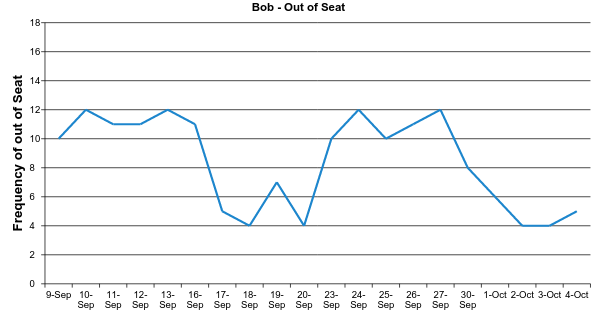 Bob - Out of Seat
Frequency of out of Seat
18
16
14
12
10
8
6
4
2
0
9-Sep 10- 11- 12- 13- 16- 17- 18- 19- 20- 23- 24- 25- 26- 27- 30- 1-Oct 2-Oct 3-Oct 4-Oct
Sep Sep Sep Sep Sep Sep Sep Sep Sep Sep Sep Sep Sep Sep Sep